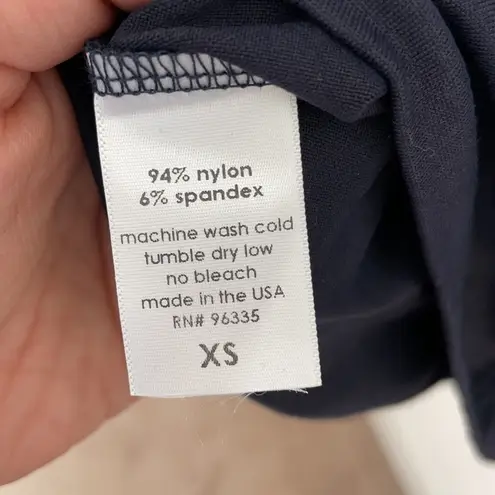 94% nylon
6% spandex
machine wash cold
tumble dry low
no bleach
made in the USA
RN# 96335
XS